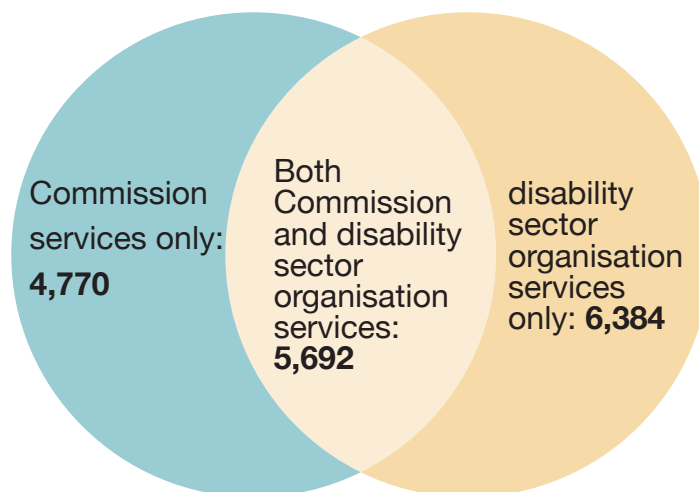 Commission
services only:
4,770
Both
Commission
and disability
sector
organisation
services:
5,692
disability
sector
organisation
services
only: 6,384